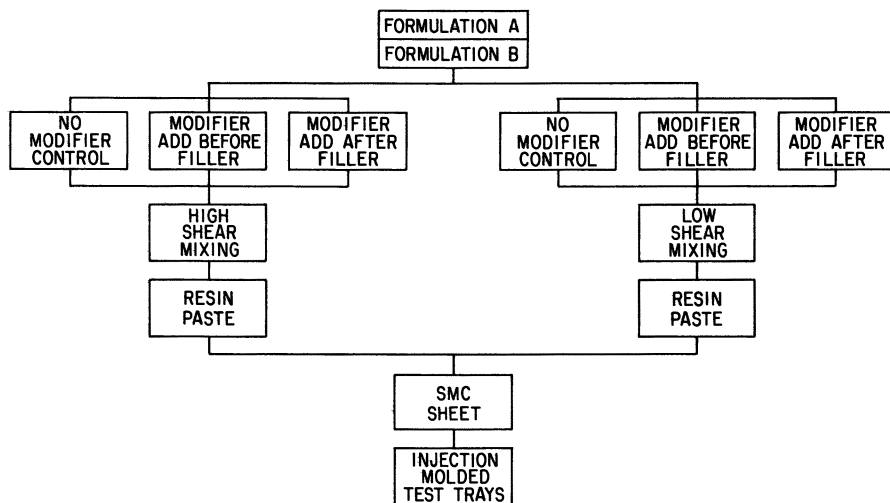 FORMULATION A
FORMULATION B
NO
MODIFIER
CONTROL
MODIFIER
ADD BEFORE
FILLER
MODIFIER
ADD AFTER
FILLER
NO
MODIFIER
CONTROL
MODIFIER
ADD BEFORE
FILLER
MODIFIER
ADD AFTER
FILLER
HIGH
SHEAR
MIXING
LOW
SHEAR
MIXING
RESIN
PASTE
RESIN
PASTE
SMC
SHEET
INJECTION
MOLDED
TEST TRAYS